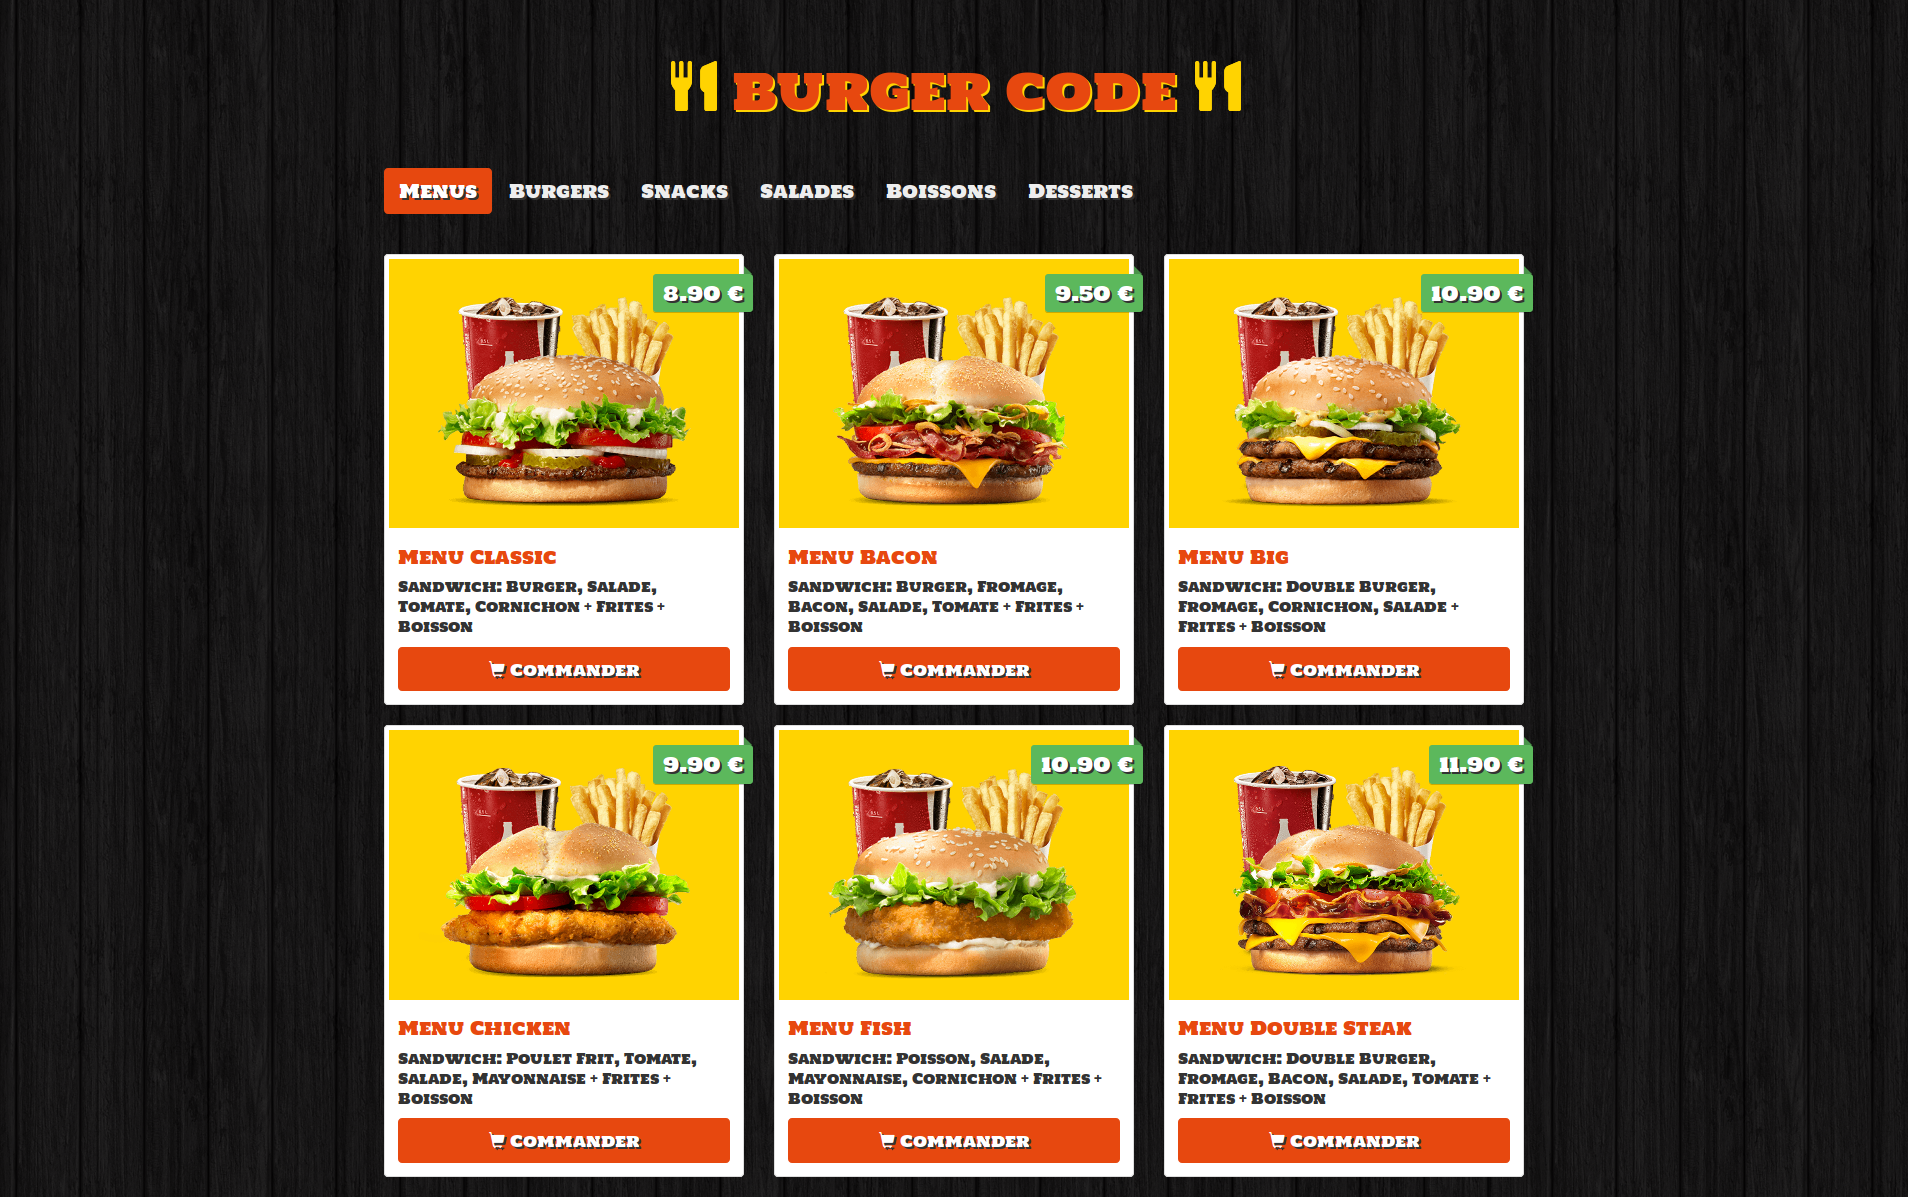 BURGER CODE
Menus Burgers Snacks Salades Boissons Desserts
8.90 €
Menu Classic
Sandwich: Burger, Salade,
Tomate, Cornichon + Frites +
Boisson
Commander
9.50 €
Menu Bacon
Sandwich: Burger, Fromage,
Bacon, Salade, Tomate + Frites +
Boisson
Commander
10.90 €
Menu Big
Sandwich: Double Burger,
Fromage, Cornichon, Salade +
Frites + Boisson
Commander
9.90 €
Menu Chicken
Sandwich: Poulet Frit, Tomate,
Salade, Mayonnaise + Frites +
Boisson
Commander
10.90 €
Menu Fish
Sandwich: Poisson, Salade,
Mayonnaise, Cornichon + Frites +
Boisson
Commander
11.90 €
Menu Double Steak
Sandwich: Double Burger,
Fromage, Bacon, Salade, Tomate +
Frites + Boisson
Commander